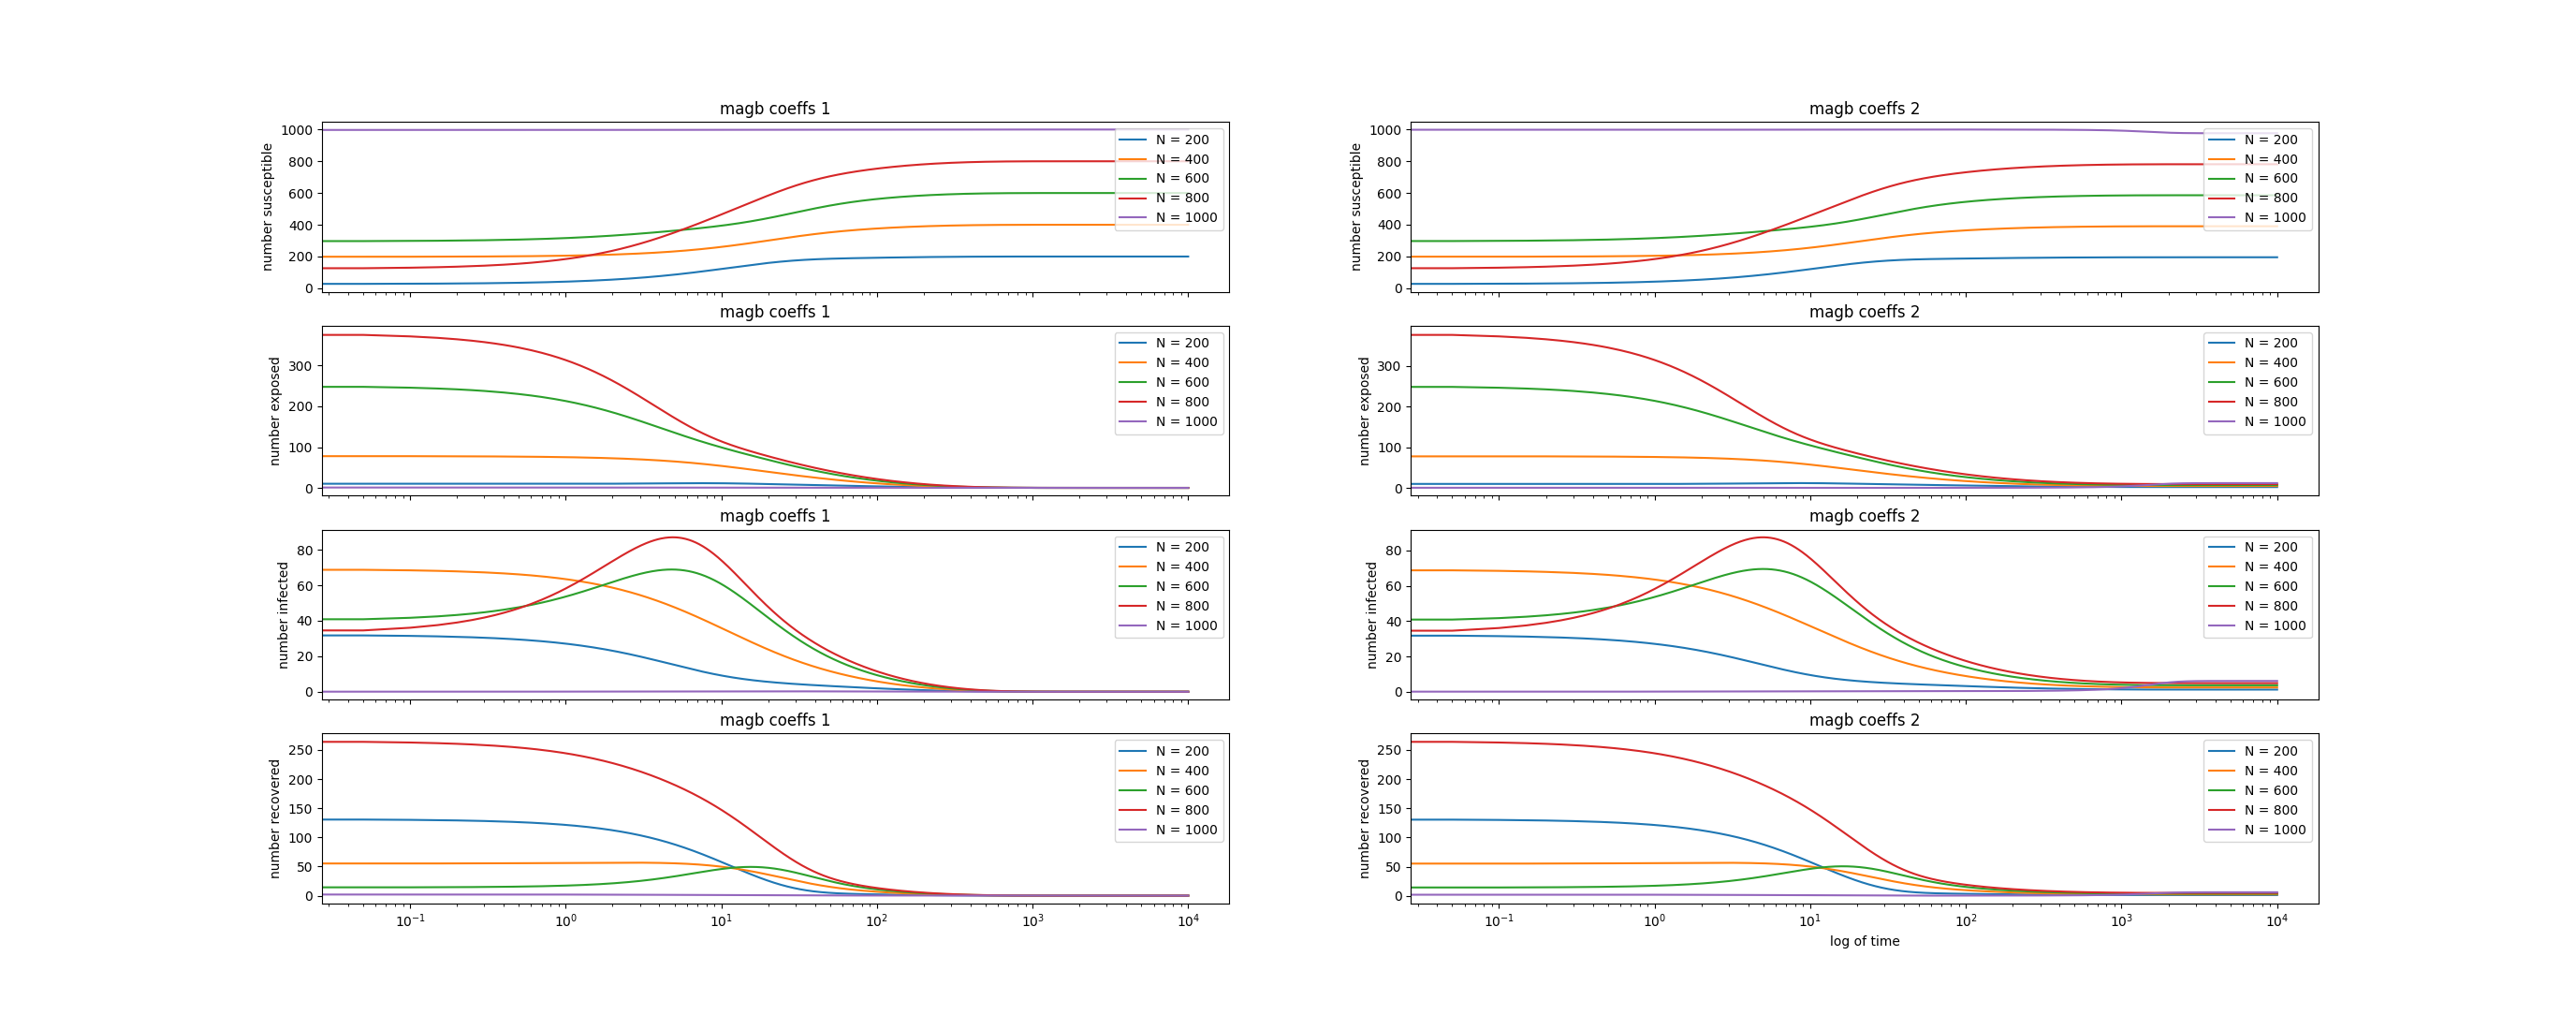 magb coeffs 1
number susceptible
1000
800
600
400
200
0
N = 200
N = 400
N = 600
N = 800
N = 1000
magb coeffs 2
number susceptible
1000
800
600
400
200
0
N = 200
N = 400
N = 600
N = 800
N = 1000
magb coeffs 1
number exposed
300
200
100
0
N = 200
N = 400
N = 600
N = 800
N = 1000
magb coeffs 2
number exposed
300
200
100
0
N = 200
N = 400
N = 600
N = 800
N = 1000
magb coeffs 1
number infected
80
60
40
20
0
N = 200
N = 400
N = 600
N = 800
N = 1000
magb coeffs 2
number infected
80
60
40
20
0
N = 200
N = 400
N = 600
N = 800
N = 1000
magb coeffs 1
number recovered
250
200
150
100
50
0
N = 200
N = 400
N = 600
N = 800
N = 1000
10⁻¹ 10⁰ 10¹ 10² 10³ 10⁴
magb coeffs 2
number recovered
250
200
150
100
50
0
N = 200
N = 400
N = 600
N = 800
N = 1000
10⁻¹ 10⁰ 10¹ 10² 10³ 10⁴
log of time